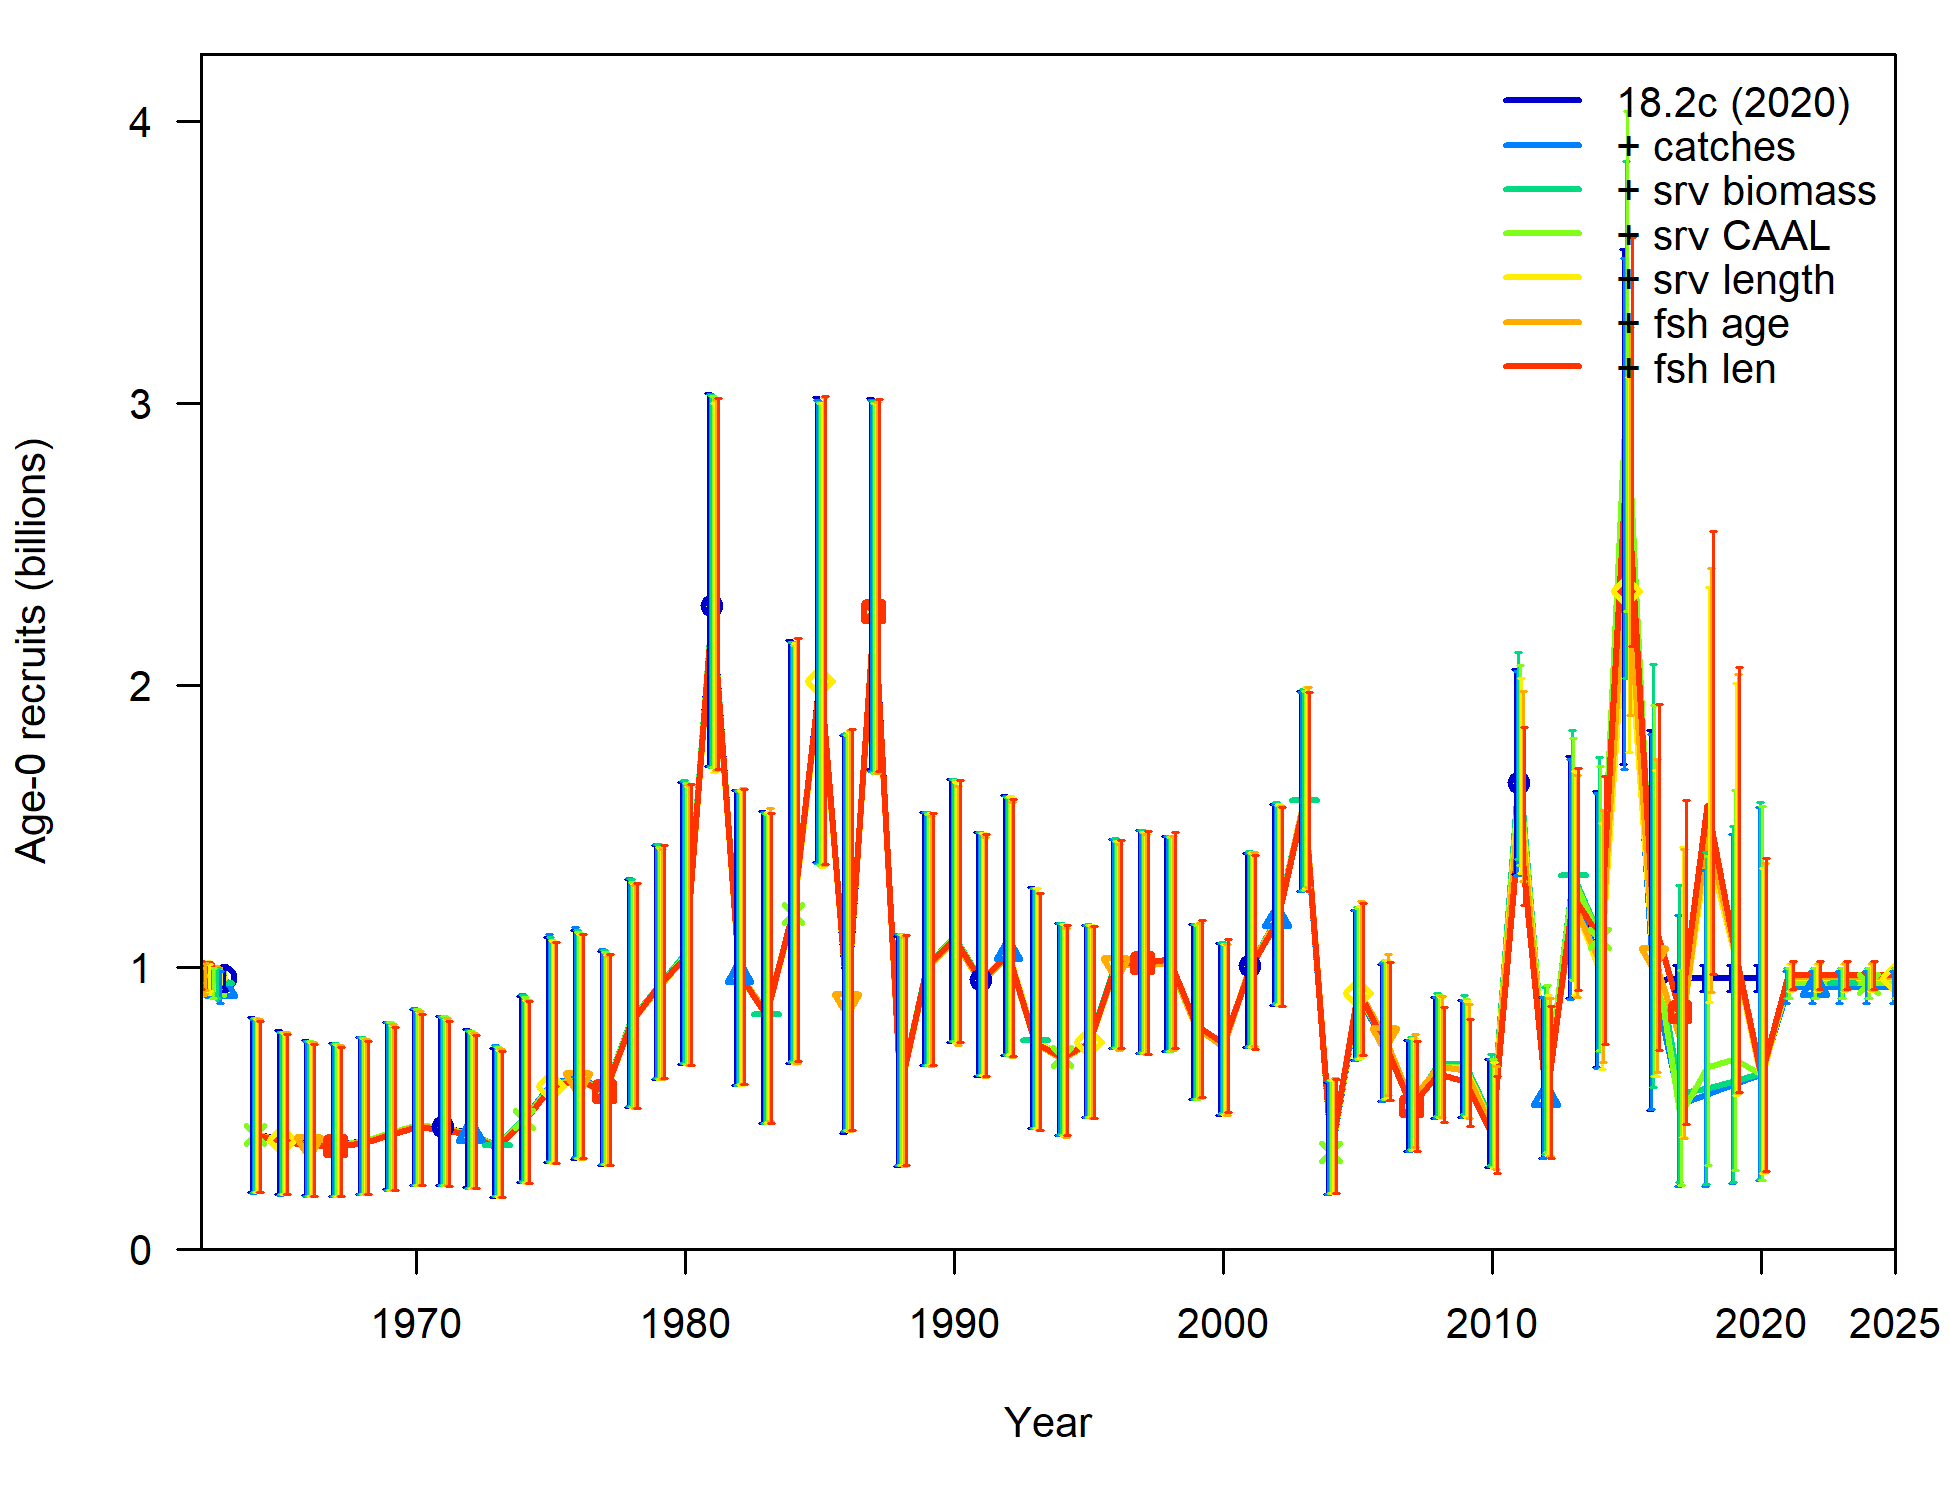 18.2c (2020)
+ catches
+ srv biomass
+ srv CAAL
+ srv length
+ fsh age
+ fsh len
Age-0 recruits (billions)
4
3
2
1
0
1970 1980 1990 2000 2010 2020 2025
Year